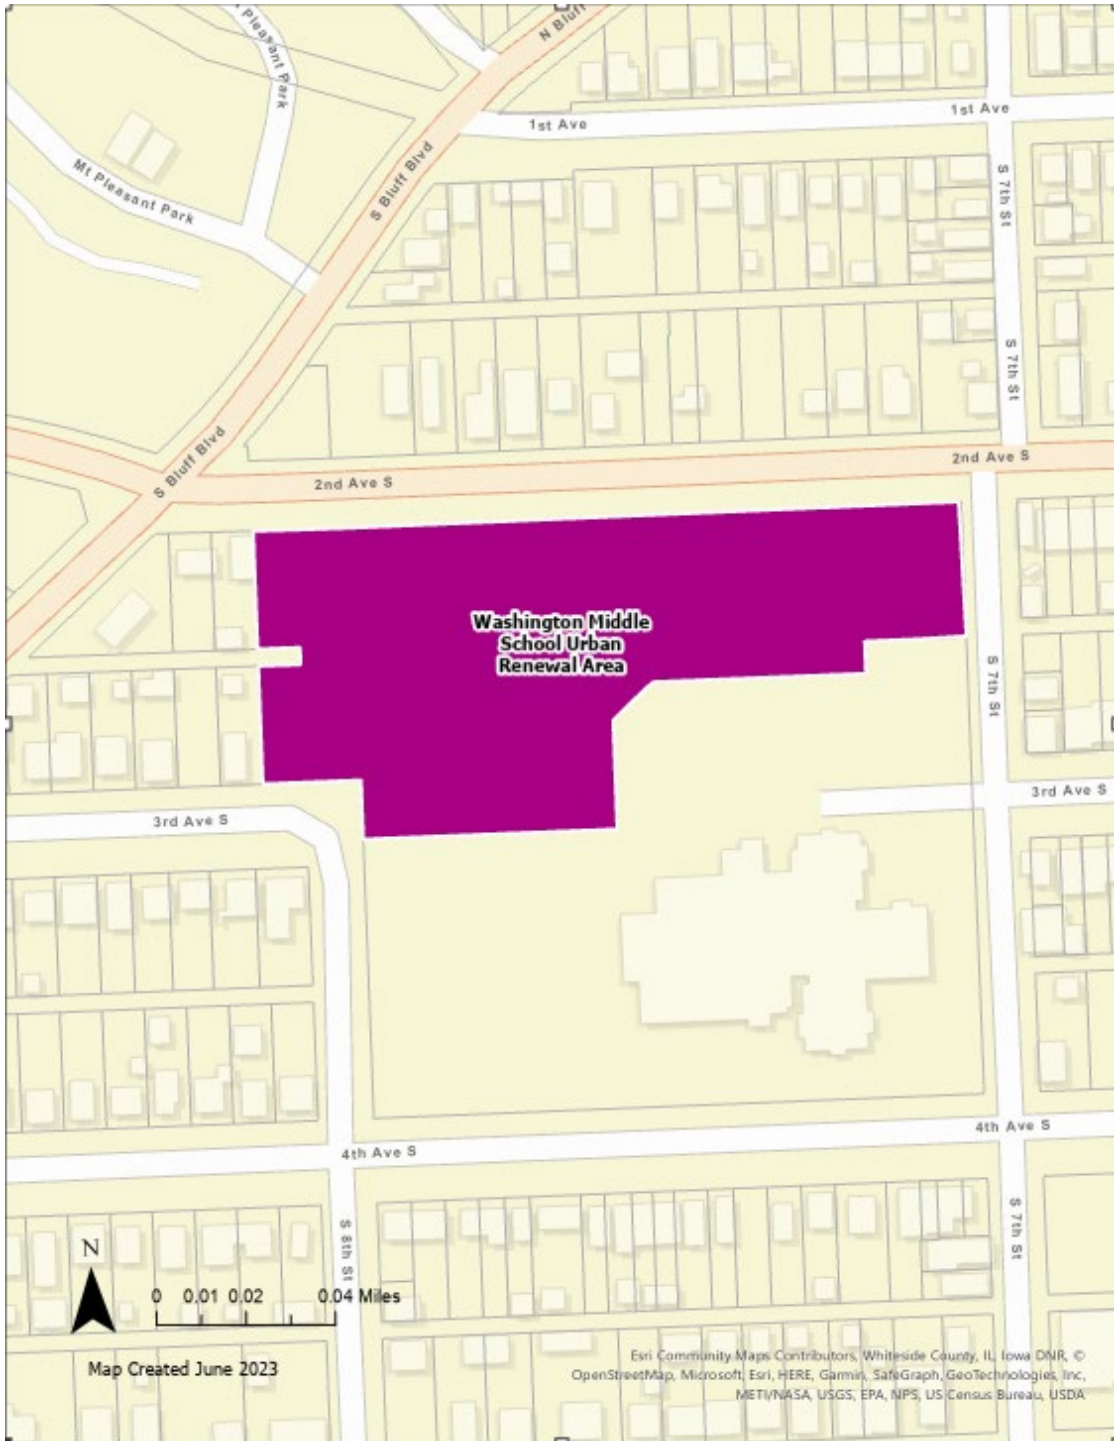 N Bluff
Pleasant Park
1st Ave
1st Ave
S Bluff Blvd
Mt Pleasant Park
S 7th St
S 7th St
S Bluff Blvd
2nd Ave S
2nd Ave S
Washington Middle
School Urban
Renewal Area
S 7th St
3rd Ave S
3rd Ave S
4th Ave S
4th Ave S
S 8th St
S 7th St
N
0 0.01 0.02 0.04 Miles
Map Created June 2023
Esri Community Maps Contributors, Whiteside County, IL, Iowa DNR, ©
OpenStreetMap, Microsoft, Esri, HERE, Garmin, SafeGraph, GeoTechnologies, Inc,
METI/NASA, USGS, EPA, NPS, US Census Bureau, USDA